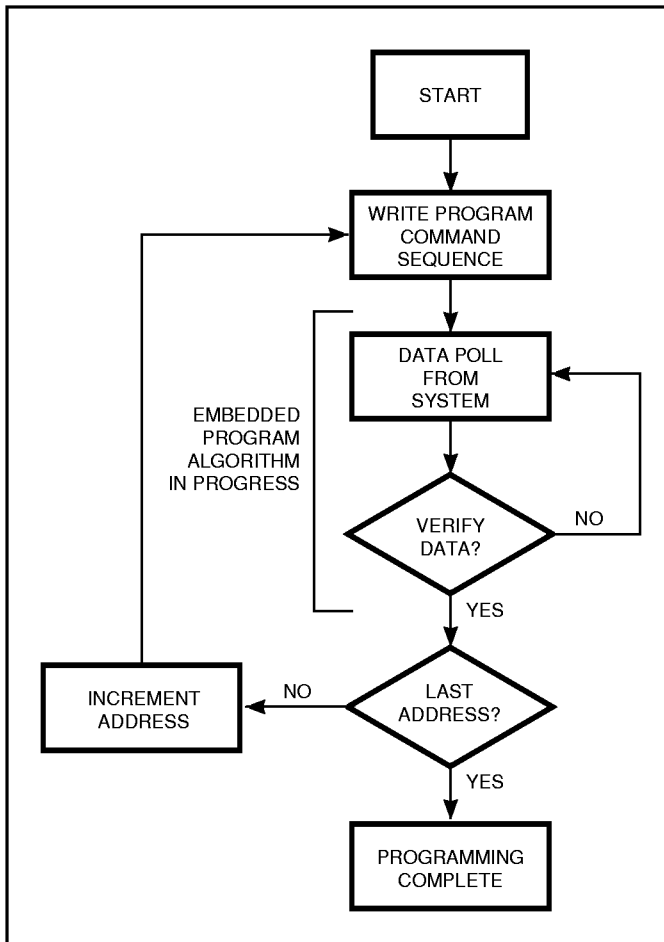 START
WRITE PROGRAM
COMMAND
SEQUENCE
DATA POLL
FROM
SYSTEM
EMBEDDED
PROGRAM
ALGORITHM
IN PROGRESS
VERIFY
DATA?
NO
YES
INCREMENT
ADDRESS
NO
LAST
ADDRESS?
YES
PROGRAMMING
COMPLETE